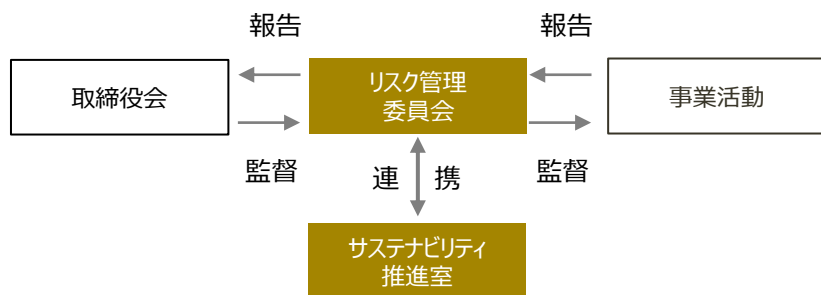 報告
報告
取締役会
リスク管理
委員会
事業活動
監督
連
携
監督
サステナビリティ
推進室